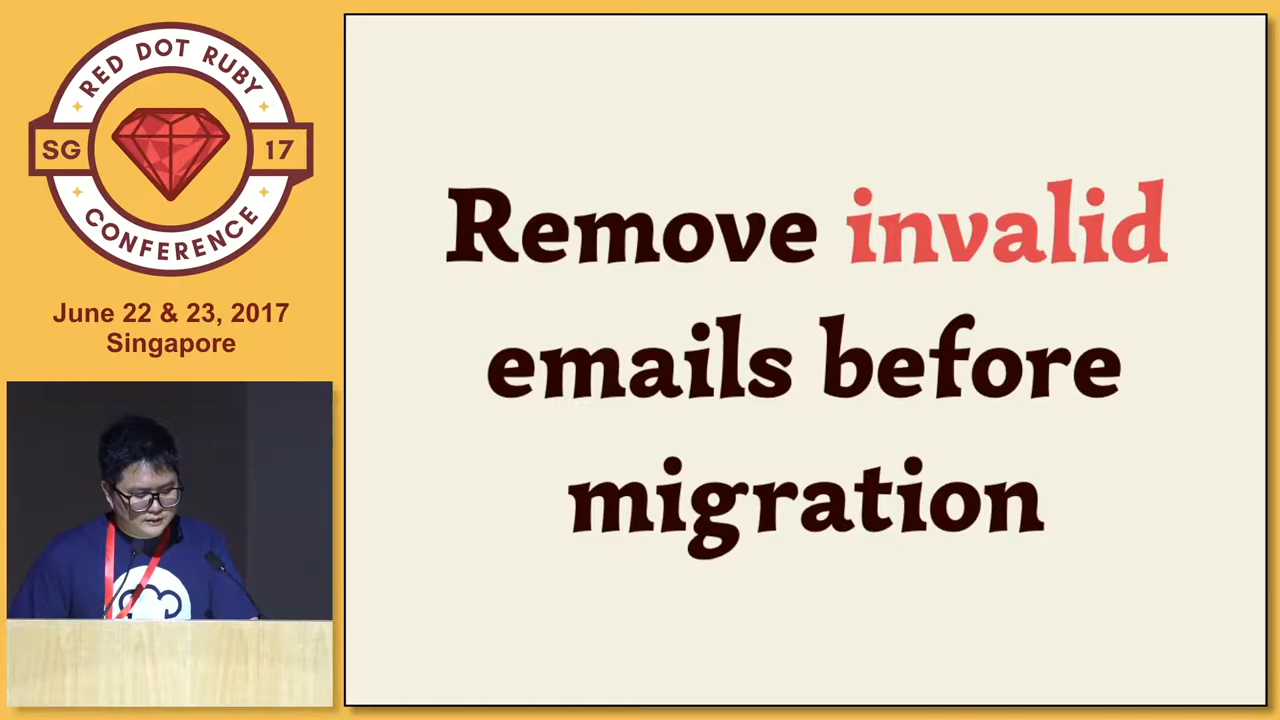 RED DOT RUBY
SG 17
CONFERENCE
June 22 & 23, 2017
Singapore
Remove invalid
emails before
migration